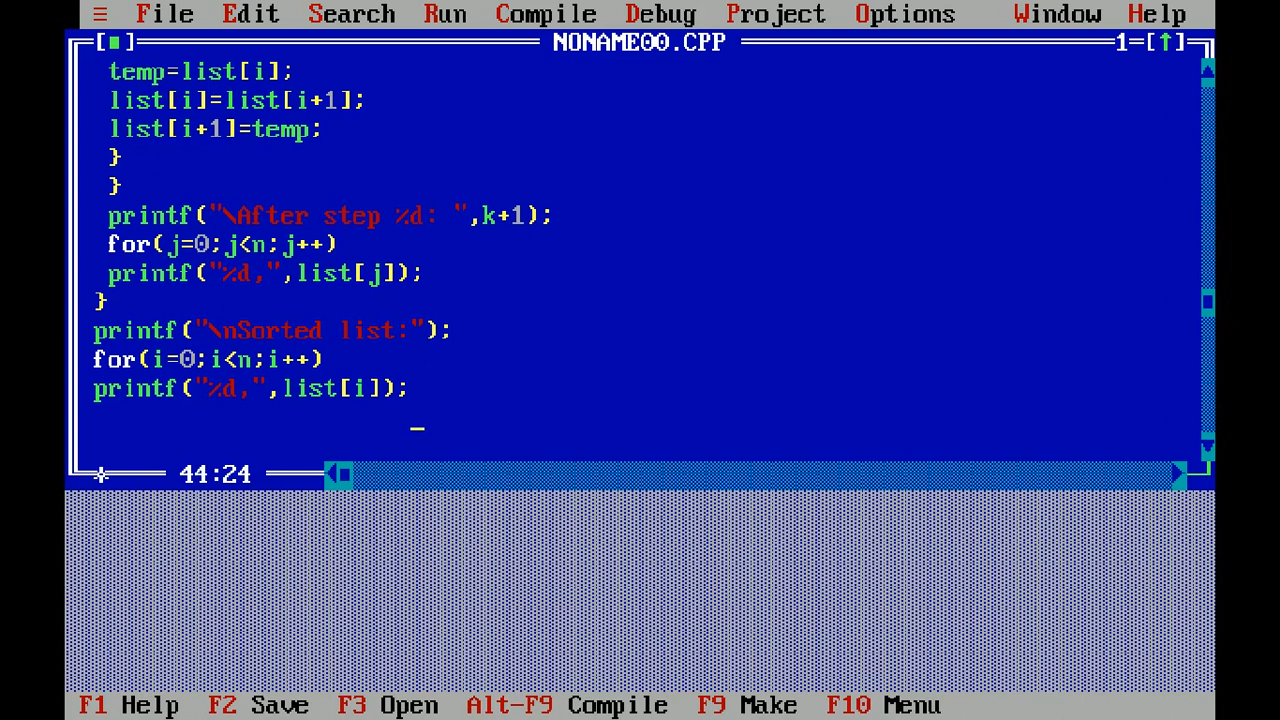 ≡ File Edit Search Run Compile Debug Project Options Window Help
[■] NONAME00.CPP 1=[↑]
temp=list[i];
list[i]=list[i+1];
list[i+1]=temp;
}
}
printf("\After step %d: ",k+1);
for(j=0;j<n;j++)
printf("%d,",list[j]);
}
printf("\nSorted list:");
for(i=0;i<n;i++)
printf("%d,",list[i]);
44:24
F1 Help F2 Save F3 Open Alt-F9 Compile F9 Make F10 Menu